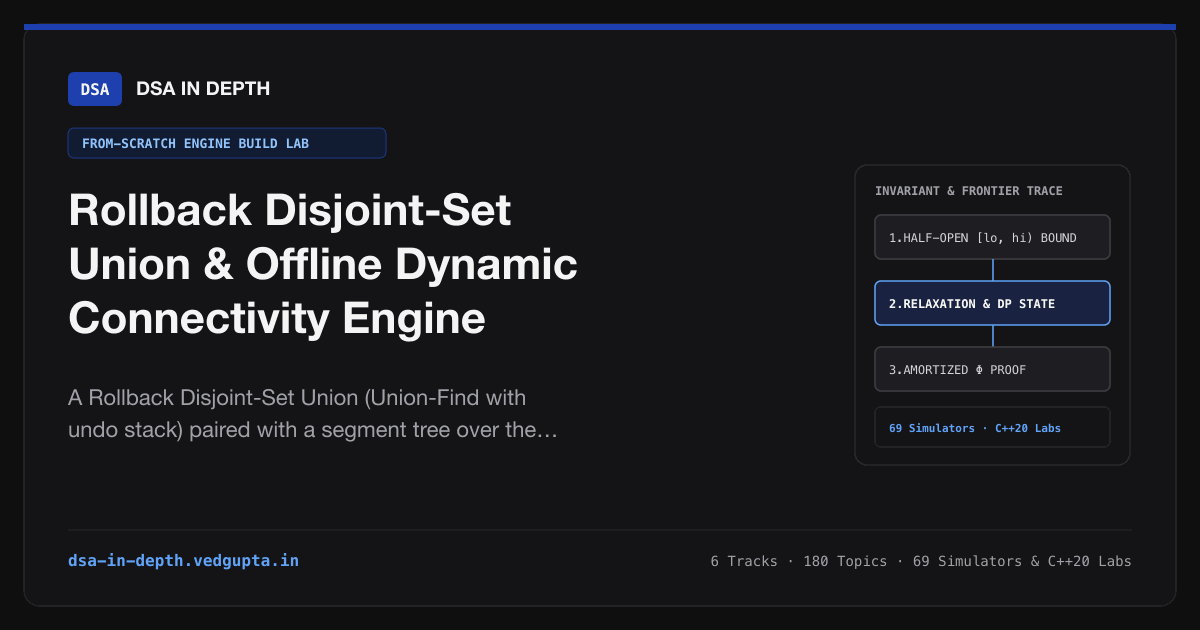 DSA
DSA IN DEPTH
FROM-SCRATCH ENGINE BUILD LAB
Rollback Disjoint-Set
Union & Offline Dynamic
Connectivity Engine
A Rollback Disjoint-Set Union (Union-Find with
undo stack) paired with a segment tree over the…
INVARIANT & FRONTIER TRACE
1.HALF-OPEN [lo, hi) BOUND
2.RELAXATION & DP STATE
3.AMORTIZED Φ PROOF
69 Simulators · C++20 Labs
dsa-in-depth.vedgupta.in
6 Tracks · 180 Topics · 69 Simulators & C++20 Labs